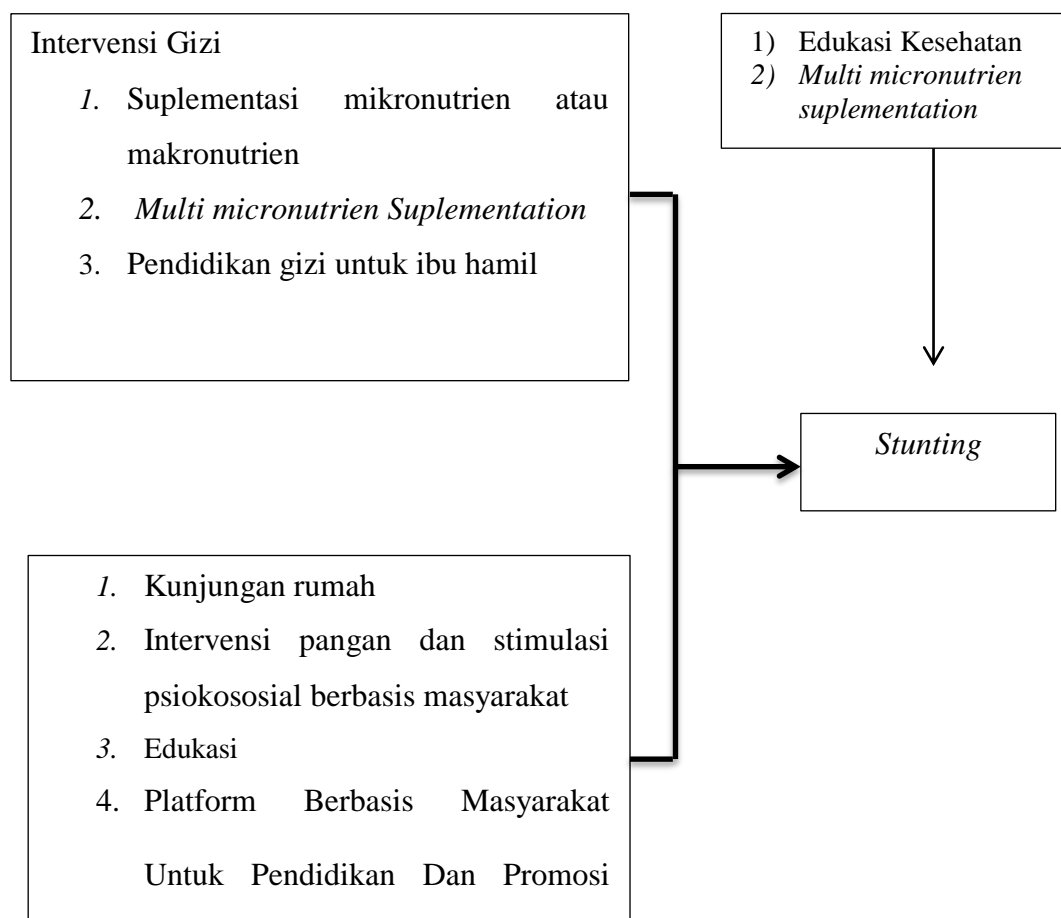 Intervensi Gizi
1. Suplementasi mikronutrien atau
makronutrien
2. Multi micronutrien Suplementation
3. Pendidikan gizi untuk ibu hamil
1) Edukasi Kesehatan
2) Multi micronutrien
suplementation
Stunting
1. Kunjungan rumah
2. Intervensi pangan dan stimulasi
psiokososial berbasis masyarakat
3. Edukasi
4. Platform Berbasis Masyarakat
Untuk Pendidikan Dan Promosi